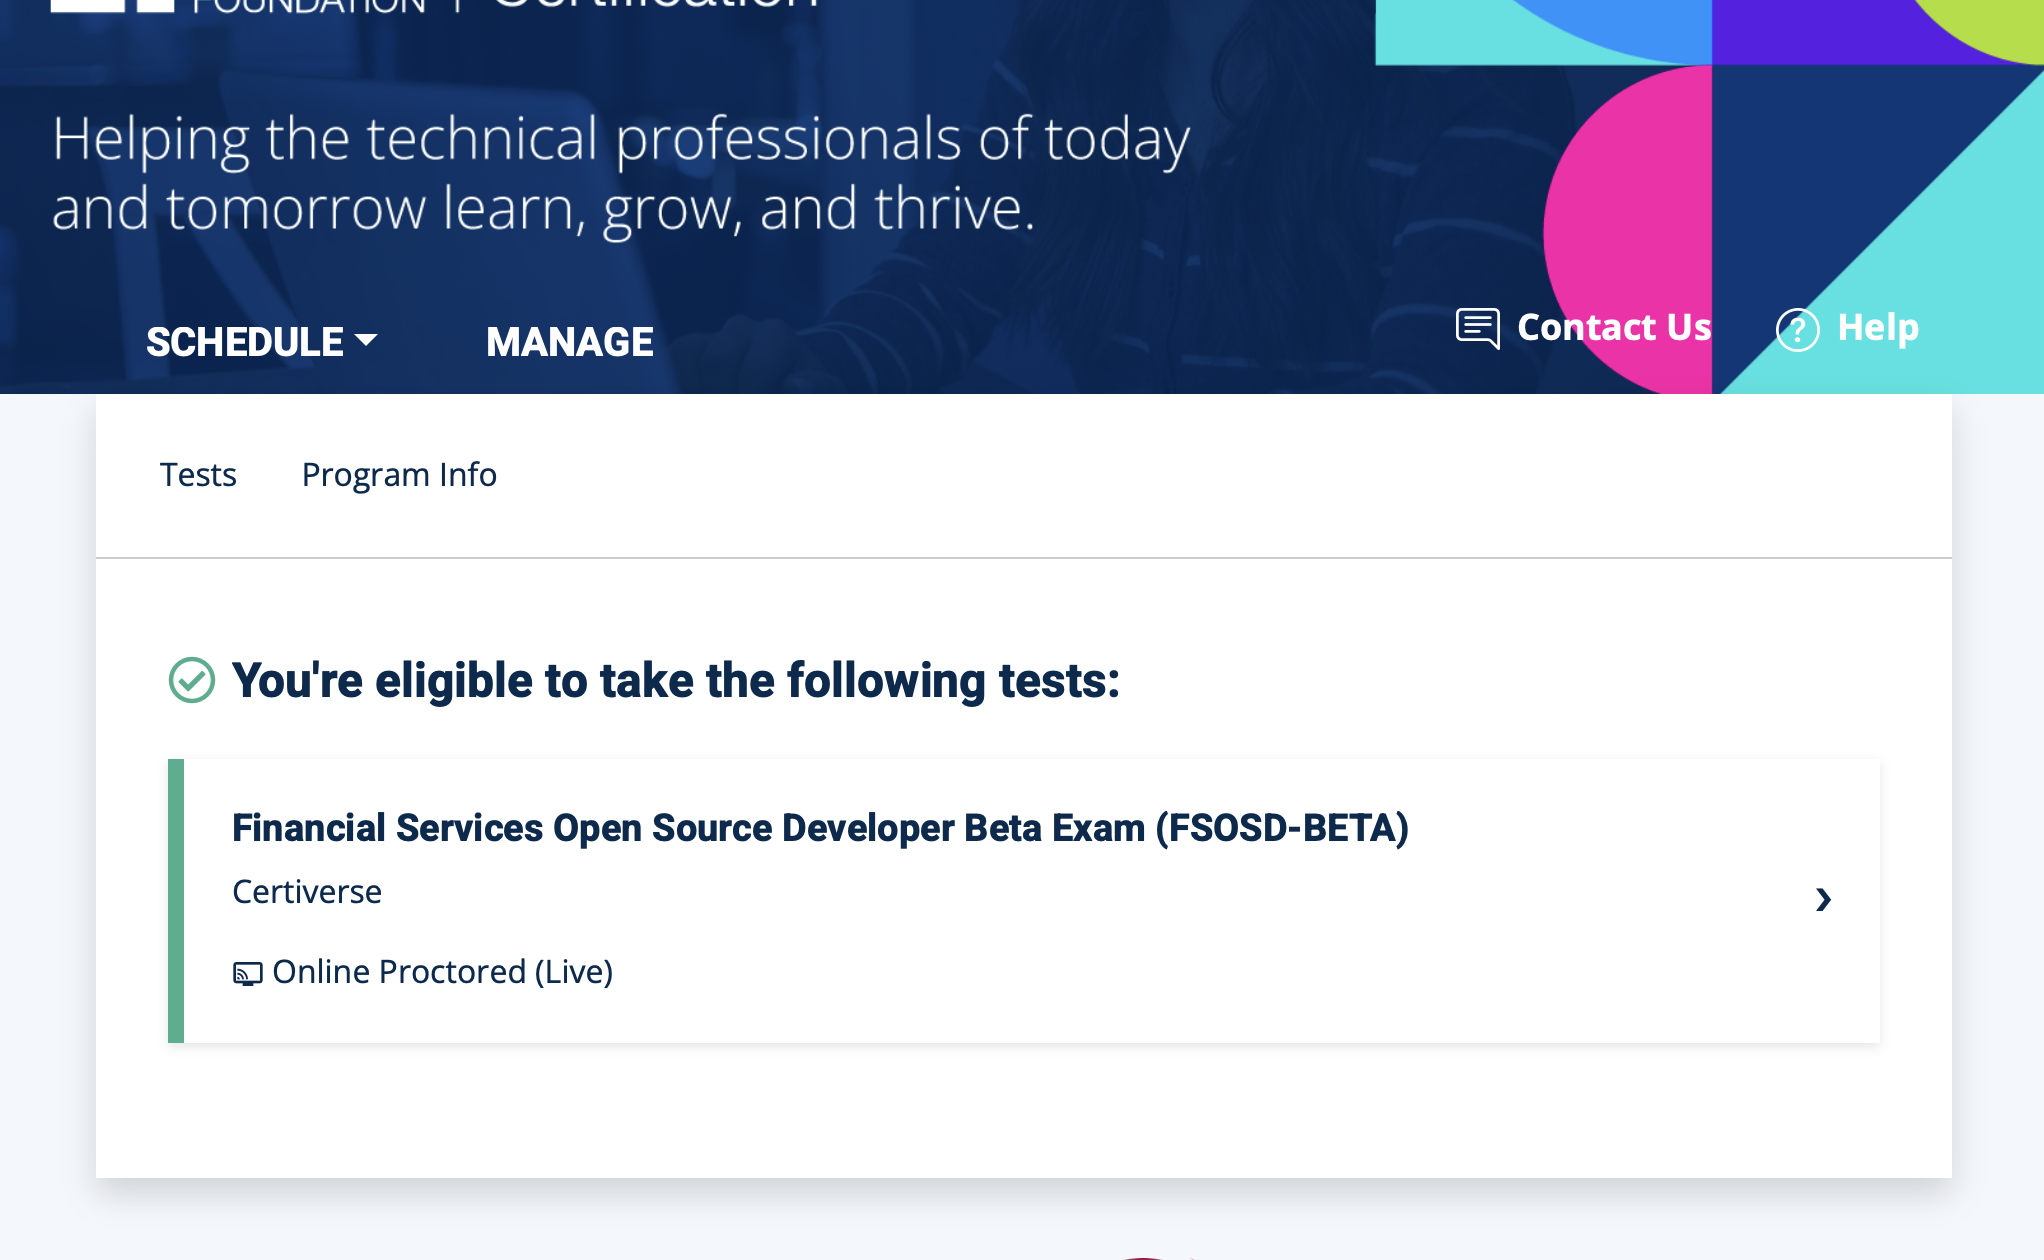 FOUNDATION | Certification
Helping the technical professionals of today
and tomorrow learn, grow, and thrive.
SCHEDULE MANAGE Contact Us Help
Tests Program Info
You're eligible to take the following tests:
Financial Services Open Source Developer Beta Exam (FSOSD-BETA)
Certiverse
Online Proctored (Live)